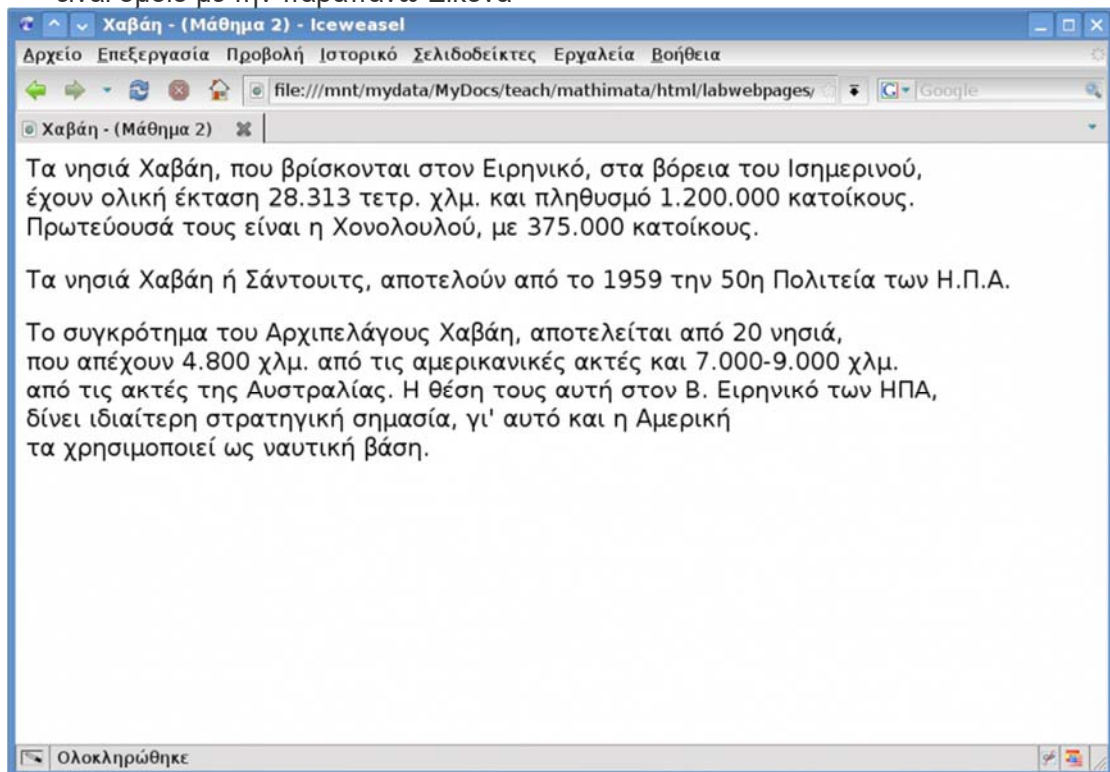 είναι όμοιο με την παραπάνω Εικόνα
Χαβάη - (Μάθημα 2) - Iceweasel
Αρχείο Επεξεργασία Προβολή Ιστορικό Σελιδοδείκτες Εργαλεία Βοήθεια
file:///mnt/mydata/MyDocs/teach/mathimata/html/labwebpages/ Google
Χαβάη - (Μάθημα 2)
Τα νησιά Χαβάη, που βρίσκονται στον Ειρηνικό, στα βόρεια του Ισημερινού,
έχουν ολική έκταση 28.313 τετρ. χλμ. και πληθυσμό 1.200.000 κατοίκους.
Πρωτεύουσά τους είναι η Χονολουλού, με 375.000 κατοίκους.
Τα νησιά Χαβάη ή Σάντουιτς, αποτελούν από το 1959 την 50η Πολιτεία των Η.Π.Α.
Το συγκρότημα του Αρχιπελάγους Χαβάη, αποτελείται από 20 νησιά,
που απέχουν 4.800 χλμ. από τις αμερικανικές ακτές και 7.000-9.000 χλμ.
από τις ακτές της Αυστραλίας. Η θέση τους αυτή στον Β. Ειρηνικό των ΗΠΑ,
δίνει ιδιαίτερη στρατηγική σημασία, γι' αυτό και η Αμερική
τα χρησιμοποιεί ως ναυτική βάση.
Ολοκληρώθηκε